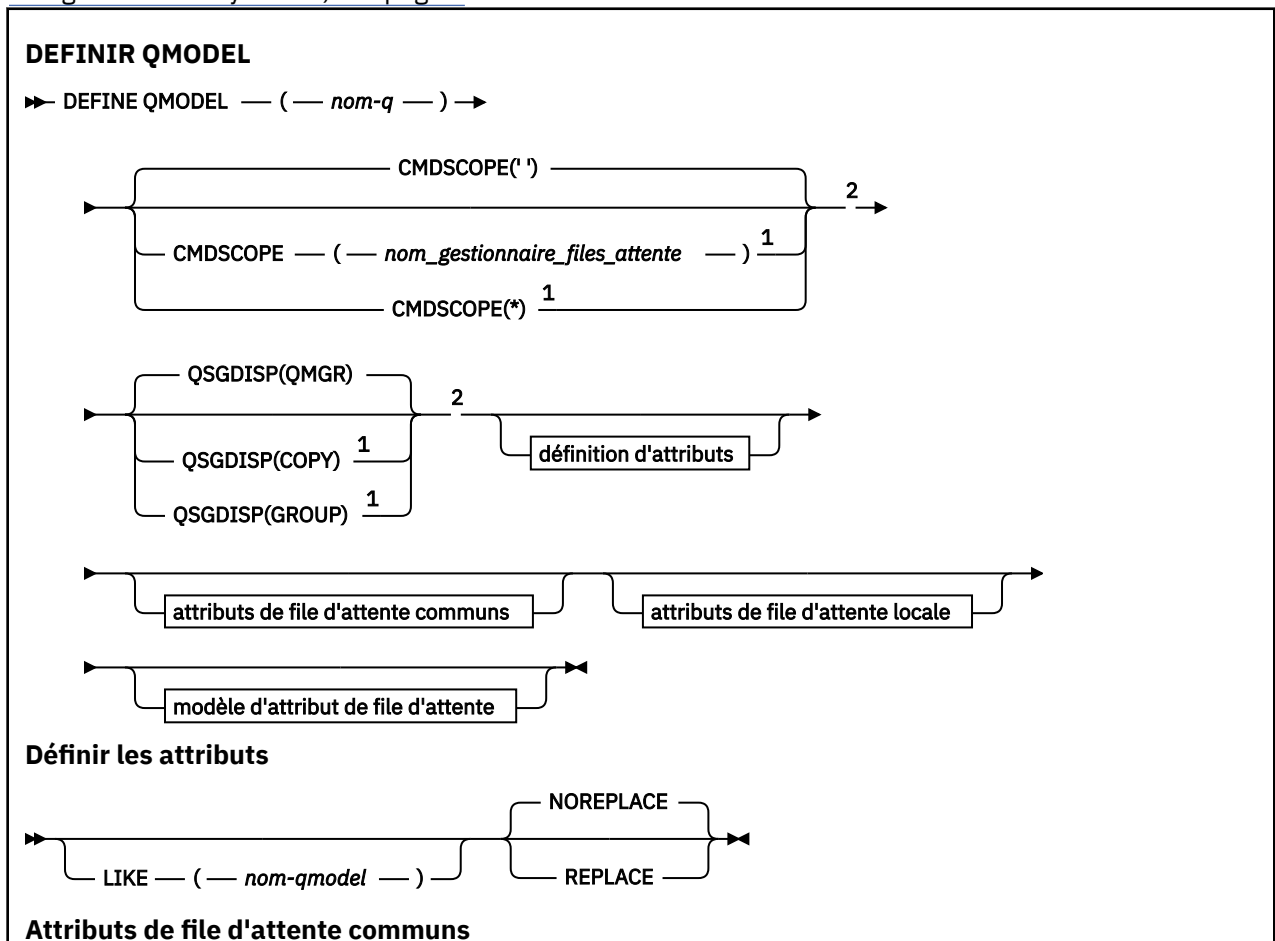 DEFINIR QMODEL
DEFINE QMODEL ( nom-q )
CMDSCOPE(' ')
2
CMDSCOPE ( nom_gestionnaire_files_attente ) 1
CMDSCOPE(*) 1
QSGDISP(QMGR)
2
définition d'attributs
QSGDISP(COPY) 1
QSGDISP(GROUP) 1
attributs de file d'attente communs attributs de file d'attente locale
modèle d'attribut de file d'attente
Définir les attributs
NOREPLACE
LIKE ( nom-qmodel ) REPLACE
Attributs de file d'attente communs